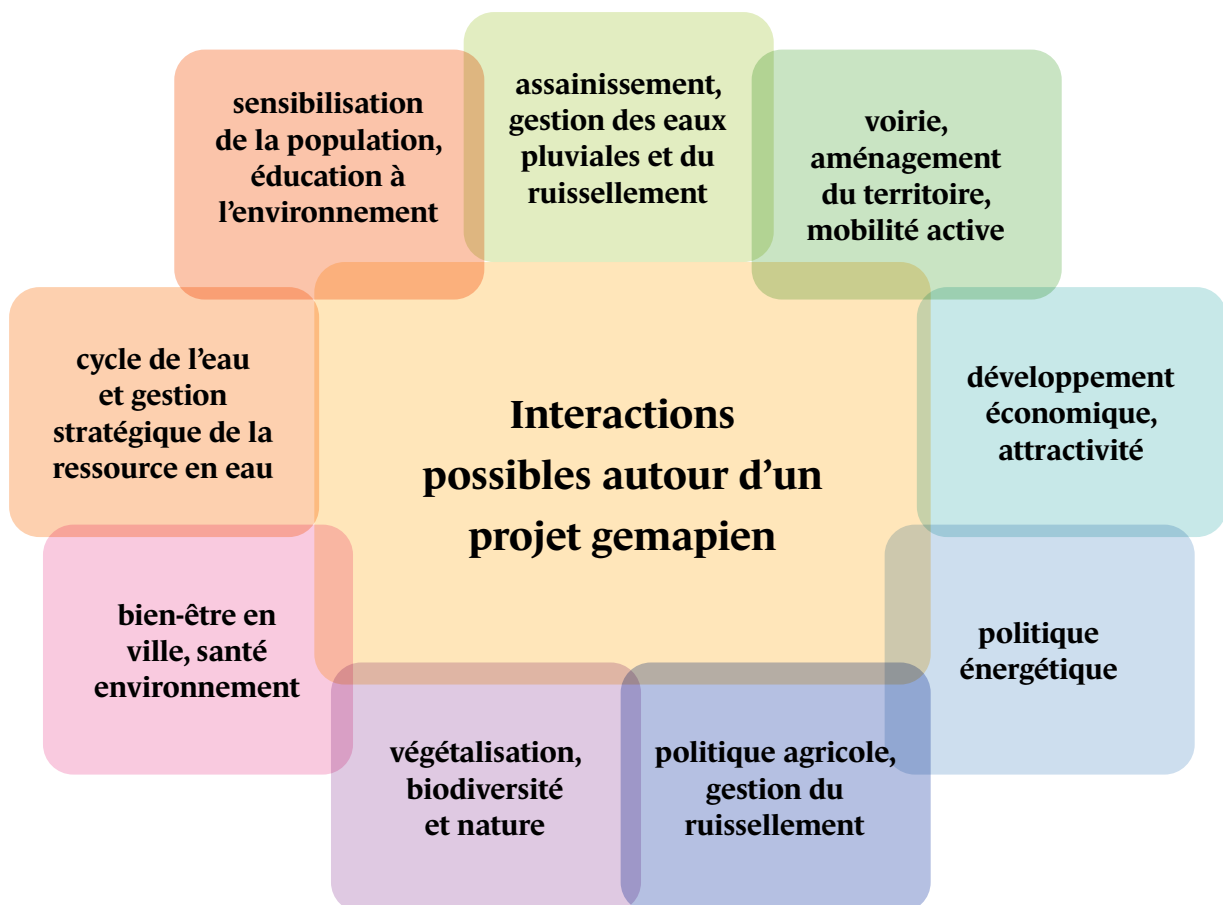 assainissement,
gestion des eaux
pluviales et du
ruissellement
sensibilisation
de la population,
éducation à
l’environnement
voirie,
aménagement
du territoire,
mobilité active
cycle de l’eau
et gestion
stratégique de la
ressource en eau
Interactions
possibles autour d’un
projet gemapien
développement
économique,
attractivité
bien-être en
ville, santé
environnement
politique
énergétique
végétalisation,
biodiversité
et nature
politique agricole,
gestion du
ruissellement